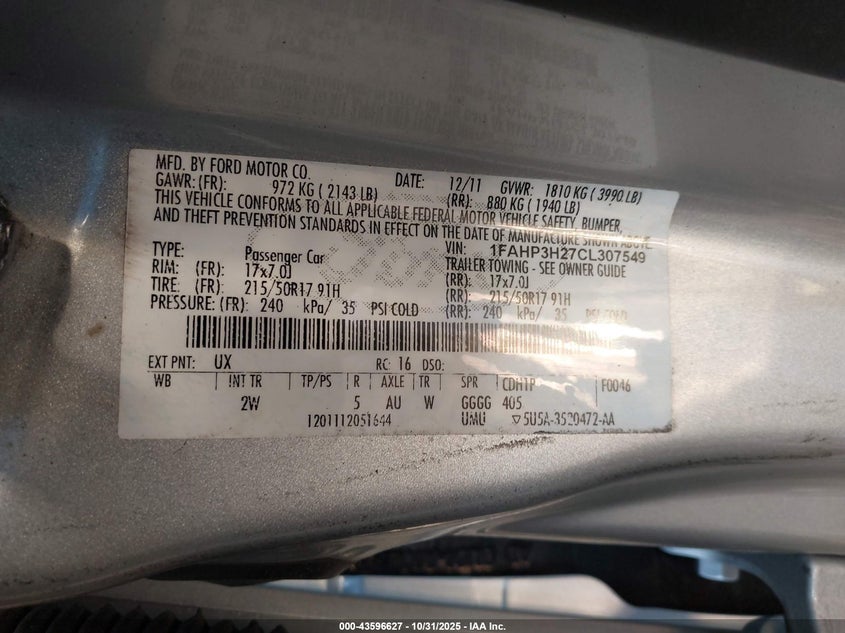 MFD. BY FORD MOTOR CO. DATE: 12/11 GVWR: 1810 KG ( 3990 LB)
GAWR: (FR): 972 KG ( 2143 LB) (RR): 880 KG ( 1940 LB)
THIS VEHICLE CONFORMS TO ALL APPLICABLE FEDERAL MOTOR VEHICLE SAFETY, BUMPER,
AND THEFT PREVENTION STANDARDS IN EFFECT ON THE DATE OF MANUFACTURE SHOWN ABOVE.
VIN: 1FAHP3H27CL307549
TYPE: Passenger Car TRAILER TOWING - SEE OWNER GUIDE
RIM: (FR): 17x7.0J (RR): 17x7.0J
TIRE: (FR): 215/50R17 91H (RR): 215/50R17 91H
PRESSURE: (FR): 240 kPa/ 35 PSI COLD (RR): 240 kPa/ 35 PSI COLD
EXT PNT: UX RC: 16 DSO:
WB INT TR TP/PS R AXLE TR SPR CDH1P F0046
2W 5 AU W GGGG 405
1201112051644 UMU ▽5U5A-3520472-AA
000-43596627 - 10/31/2025 - IAA Inc.